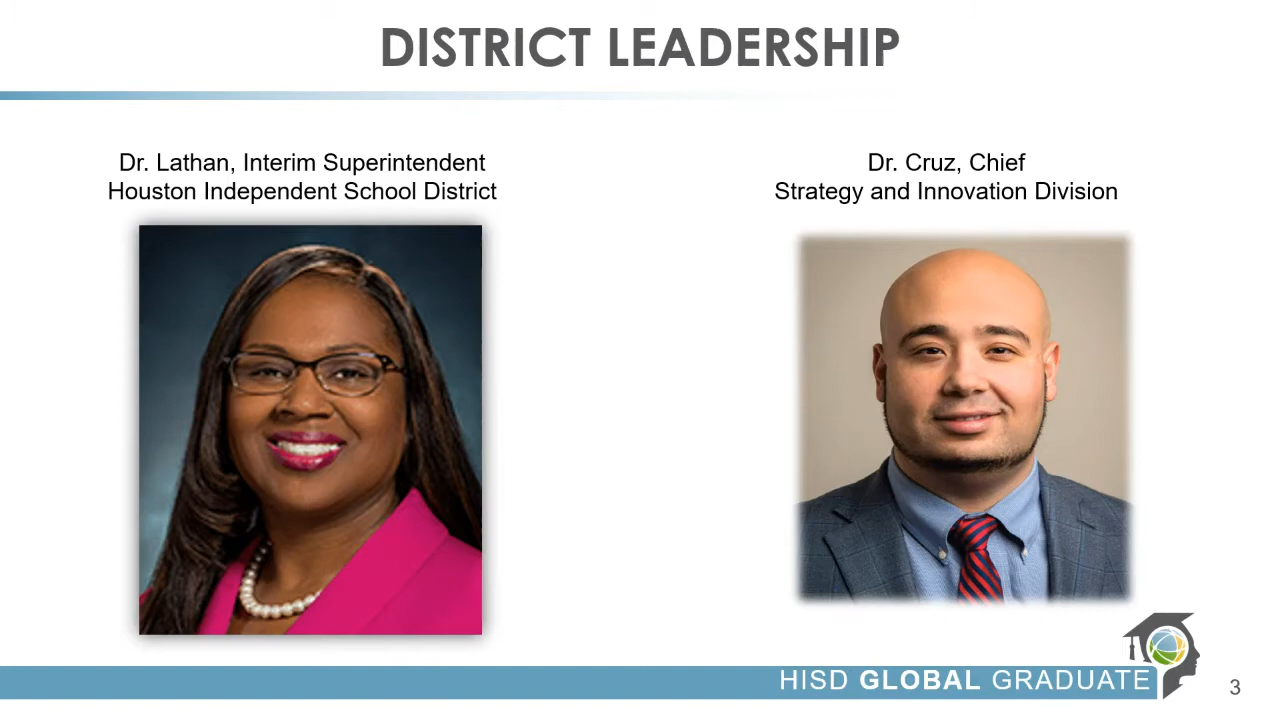 DISTRICT LEADERSHIP
Dr. Lathan, Interim Superintendent
Houston Independent School District
Dr. Cruz, Chief
Strategy and Innovation Division
HISD GLOBAL GRADUATE
3